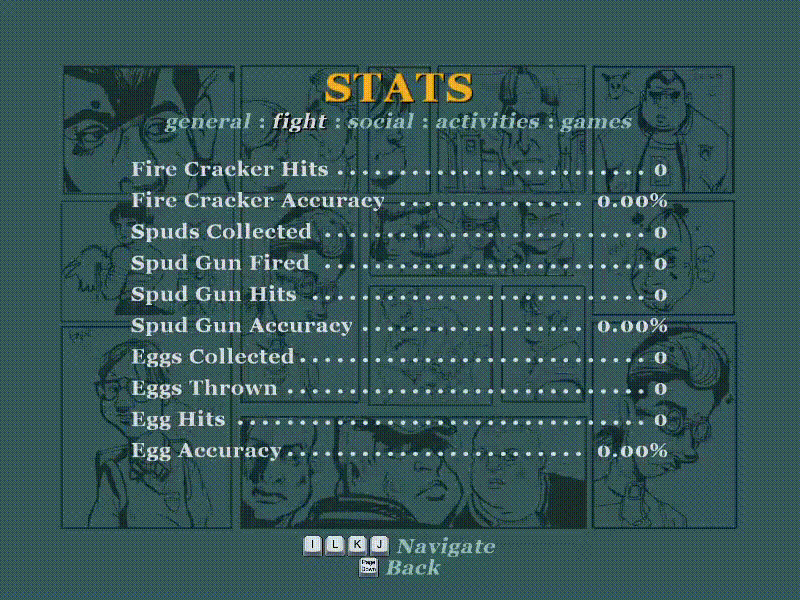 STATS
general : fight : social : activities : games
Fire Cracker Hits . . . . . . . . . . . . . . . . . . . . . . . . . . 0
Fire Cracker Accuracy . . . . . . . . . . . . . . . 0.00%
Spuds Collected . . . . . . . . . . . . . . . . . . . . . . . . . . . 0
Spud Gun Fired . . . . . . . . . . . . . . . . . . . . . . . . . . . 0
Spud Gun Hits . . . . . . . . . . . . . . . . . . . . . . . . . . . . 0
Spud Gun Accuracy . . . . . . . . . . . . . . . . . . . 0.00%
Eggs Collected . . . . . . . . . . . . . . . . . . . . . . . . . . . . . 0
Eggs Thrown . . . . . . . . . . . . . . . . . . . . . . . . . . . . . . 0
Egg Hits . . . . . . . . . . . . . . . . . . . . . . . . . . . . . . . . . . 0
Egg Accuracy . . . . . . . . . . . . . . . . . . . . . . . . . 0.00%
I L K J Navigate
Page Down Back